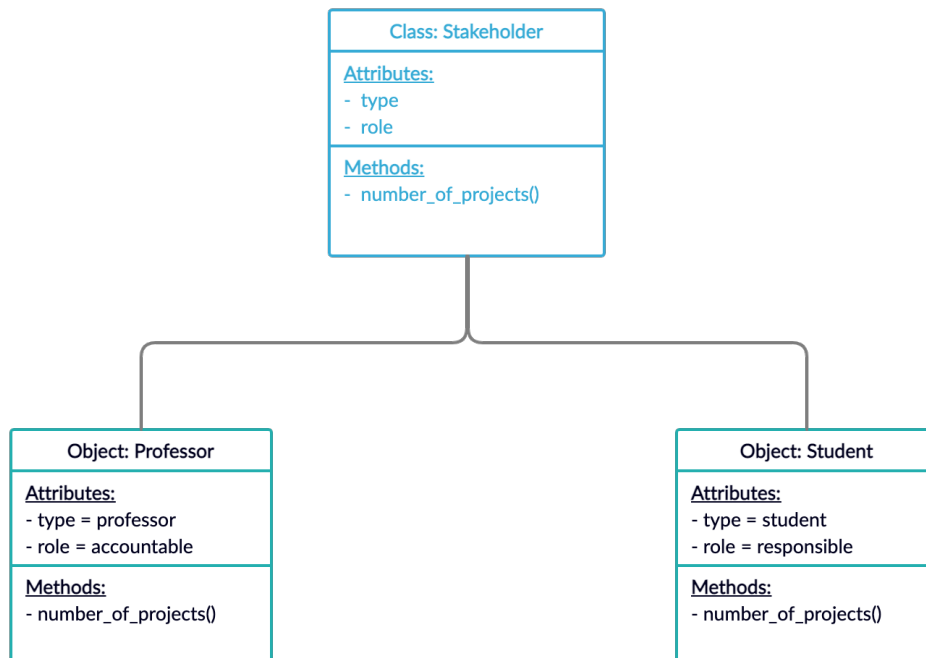 Class: Stakeholder
Attributes:
- type
- role
Methods:
- number_of_projects()
Object: Professor
Attributes:
- type = professor
- role = accountable
Methods:
- number_of_projects()
Object: Student
Attributes:
- type = student
- role = responsible
Methods:
- number_of_projects()